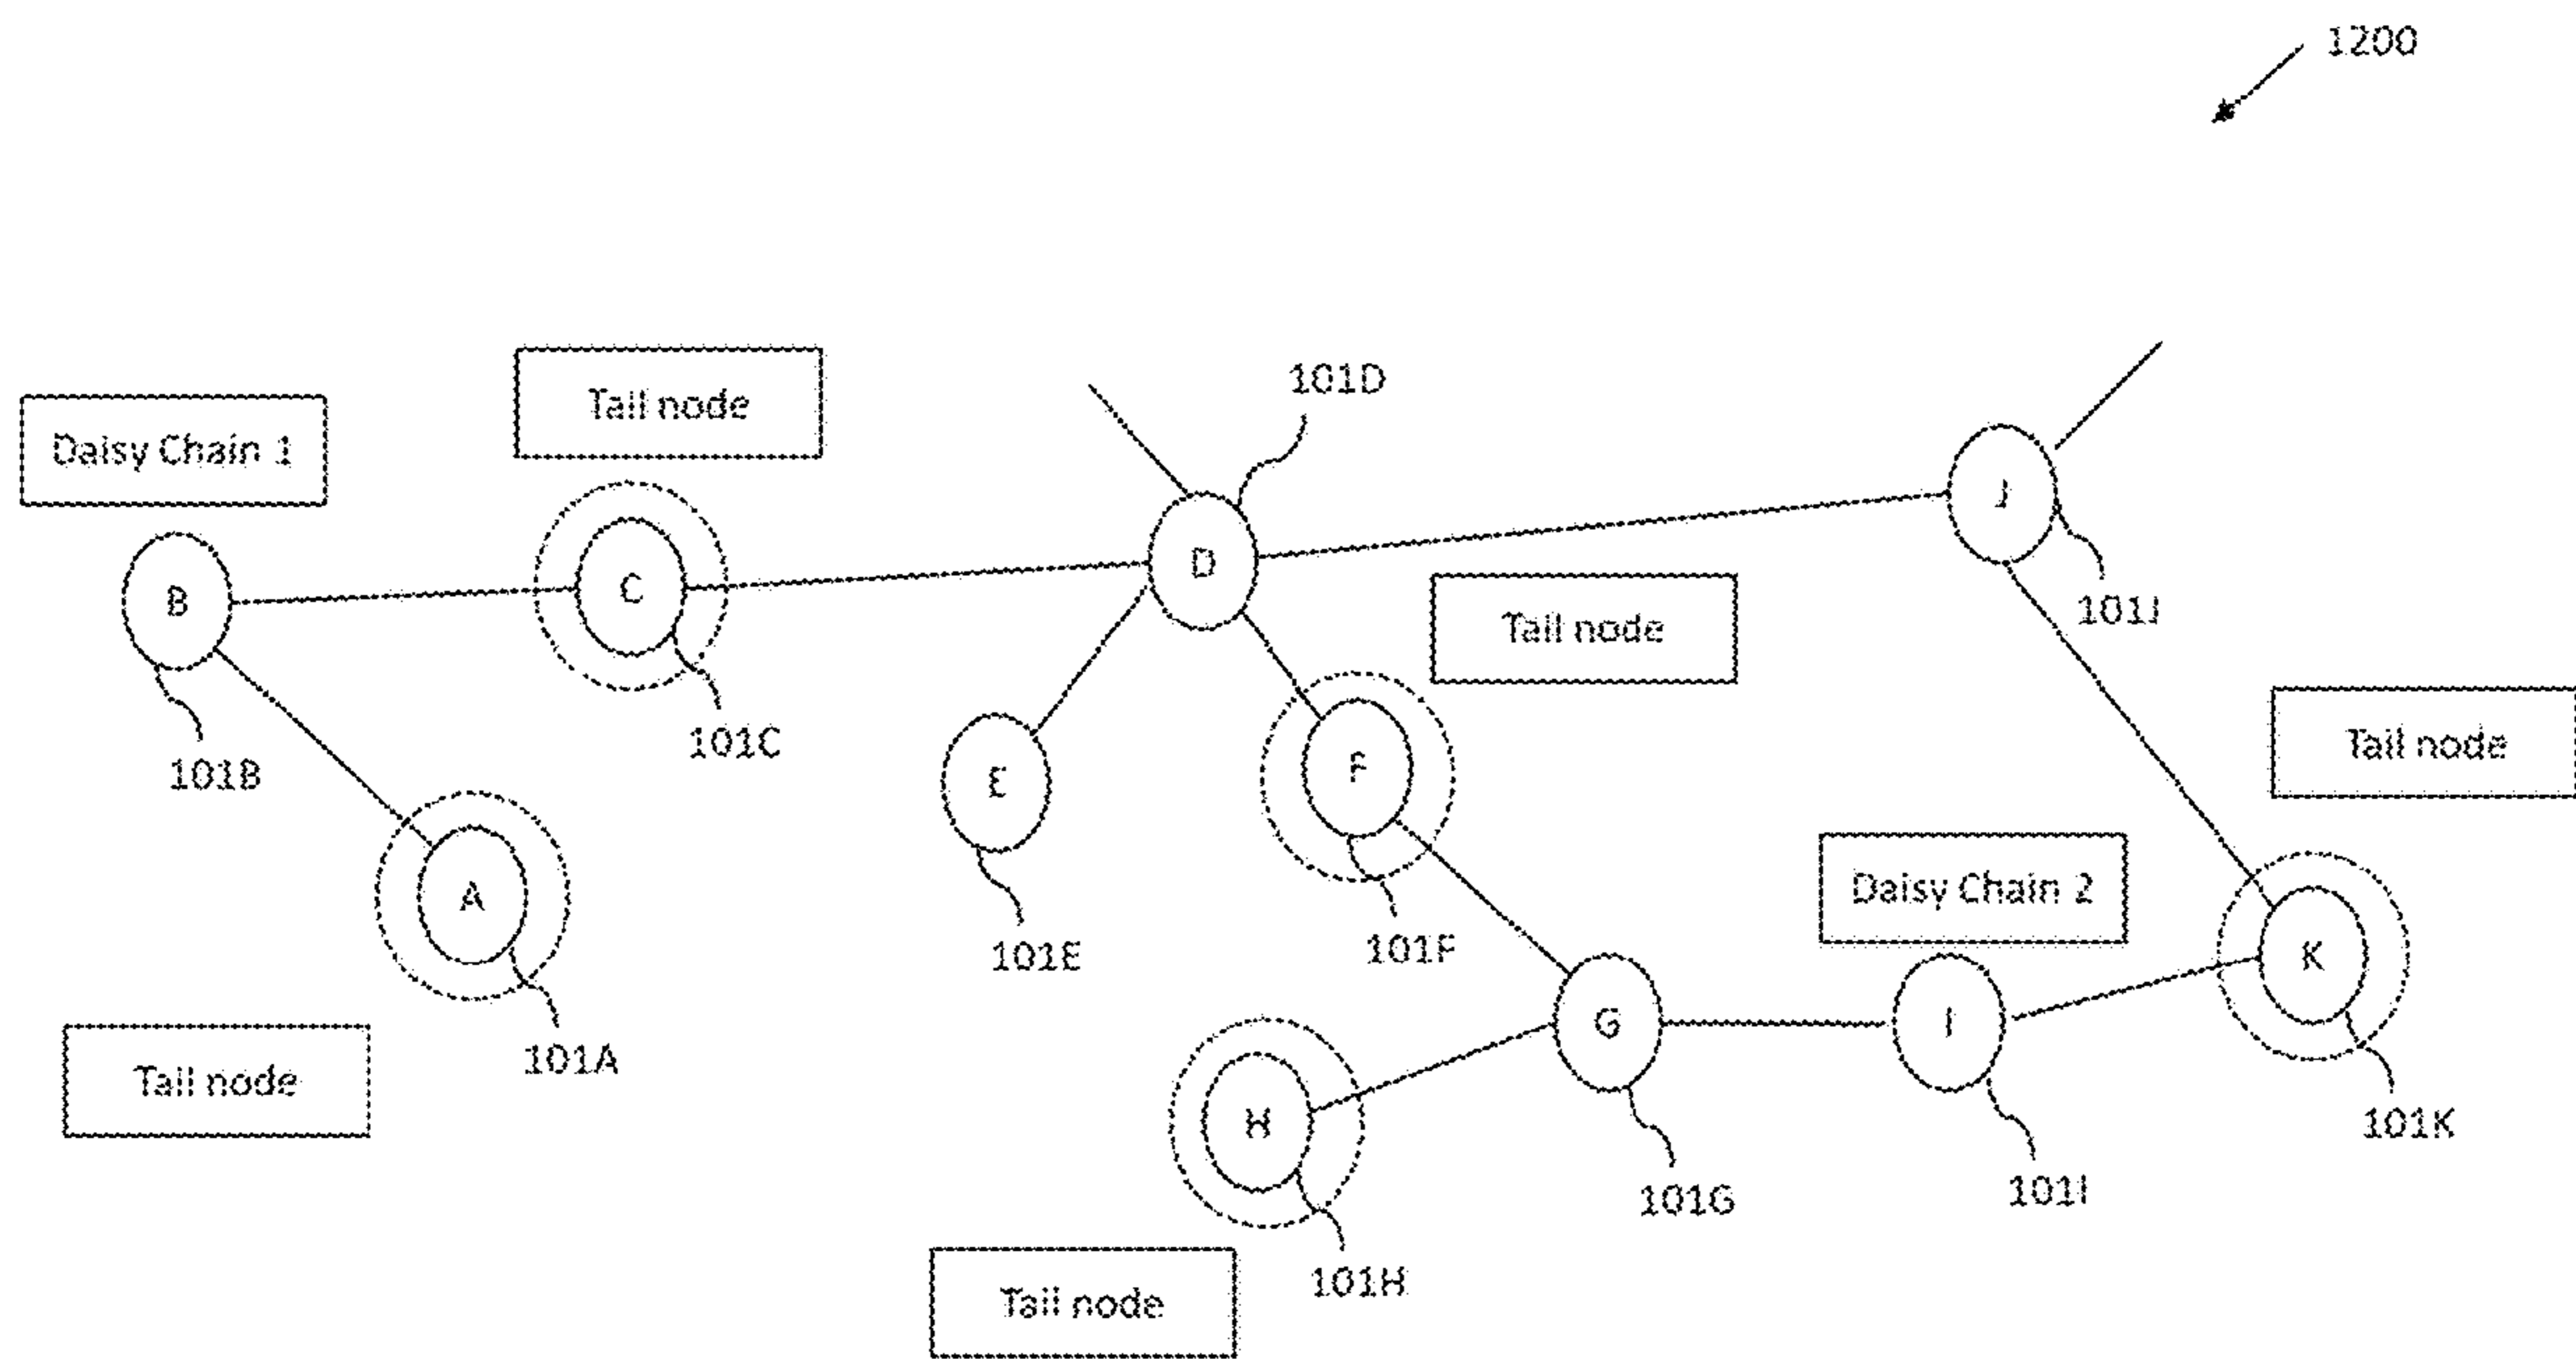 1200
101D
Tail node
Daisy Chain 1
J
D
C
B
101J
Tail node
101C
Tail node
101B
F
E
A
Daisy Chain 2
101F
101E
K
G
I
101A
Tail node
H
101K
101I
101G
101H
Tail node